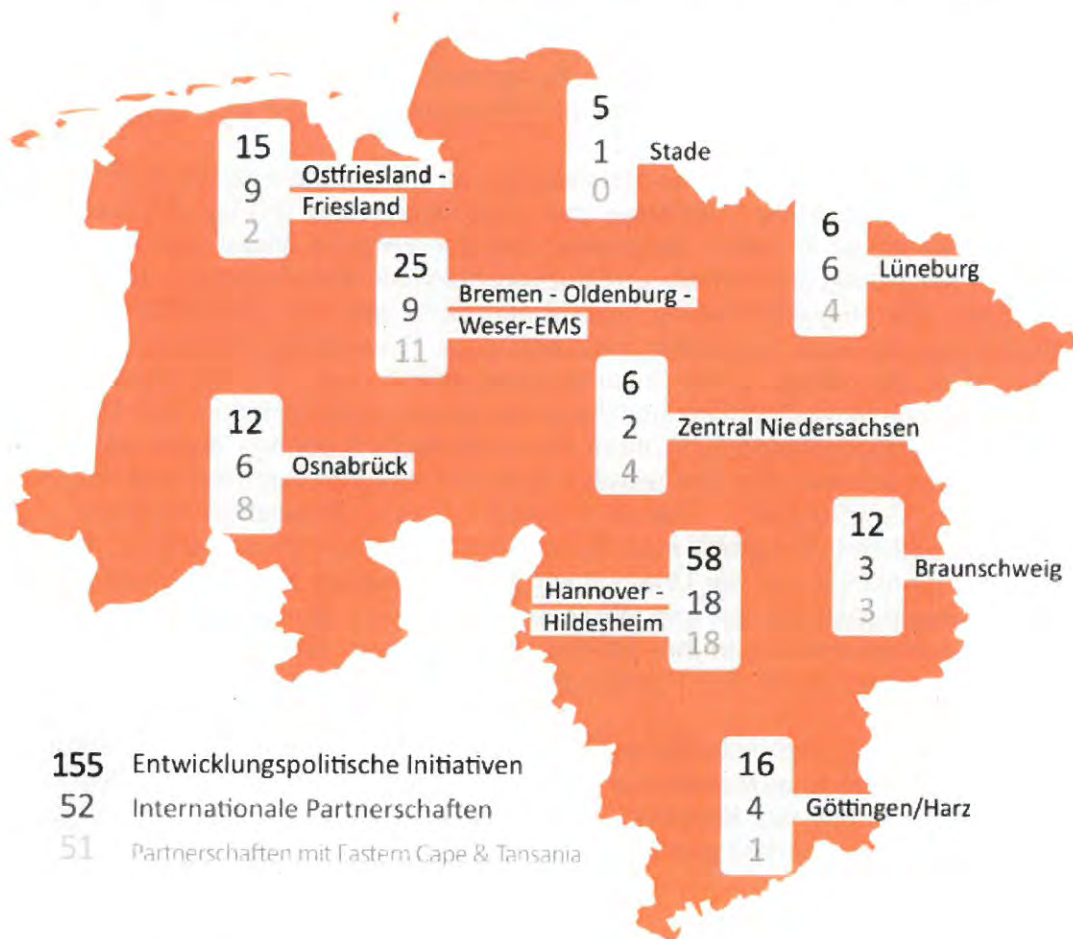 5
1
0
Stade
15
9
2
Ostfriesland -
Friesland
6
6
4
Lüneburg
25
9
11
Bremen - Oldenburg -
Weser-EMS
6
2
4
Zentral Niedersachsen
12
6
8
Osnabrück
12
3
3
Braunschweig
Hannover -
Hildesheim
58
18
18
16
4
1
Göttingen/Harz
155 Entwicklungspolitische Initiativen
52 Internationale Partnerschaften
51 Partnerschaften mit Eastern Cape & Tansania